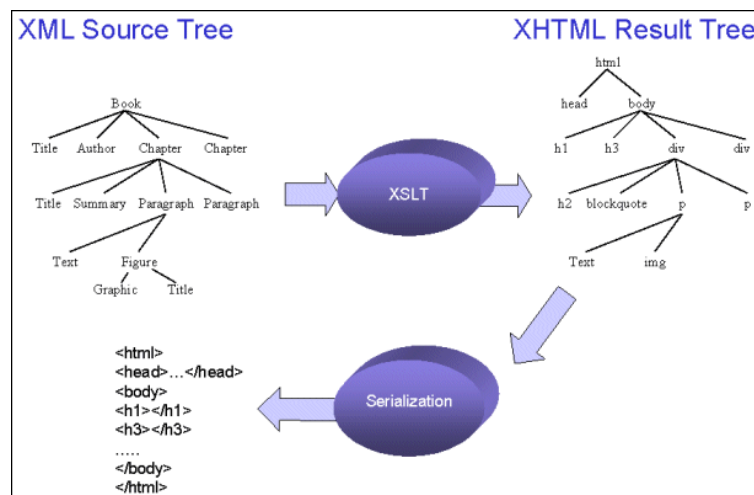 XML Source Tree
Book
Title Author Chapter Chapter
Title Summary Paragraph Paragraph
Text Figure
Graphic Title
XSLT
XHTML Result Tree
html
head body
h1 h3 div div
h2 blockquote p p
Text img
Serialization
<html>
<head>…</head>
<body>
<h1></h1>
<h3></h3>
.....
</body>
</html>